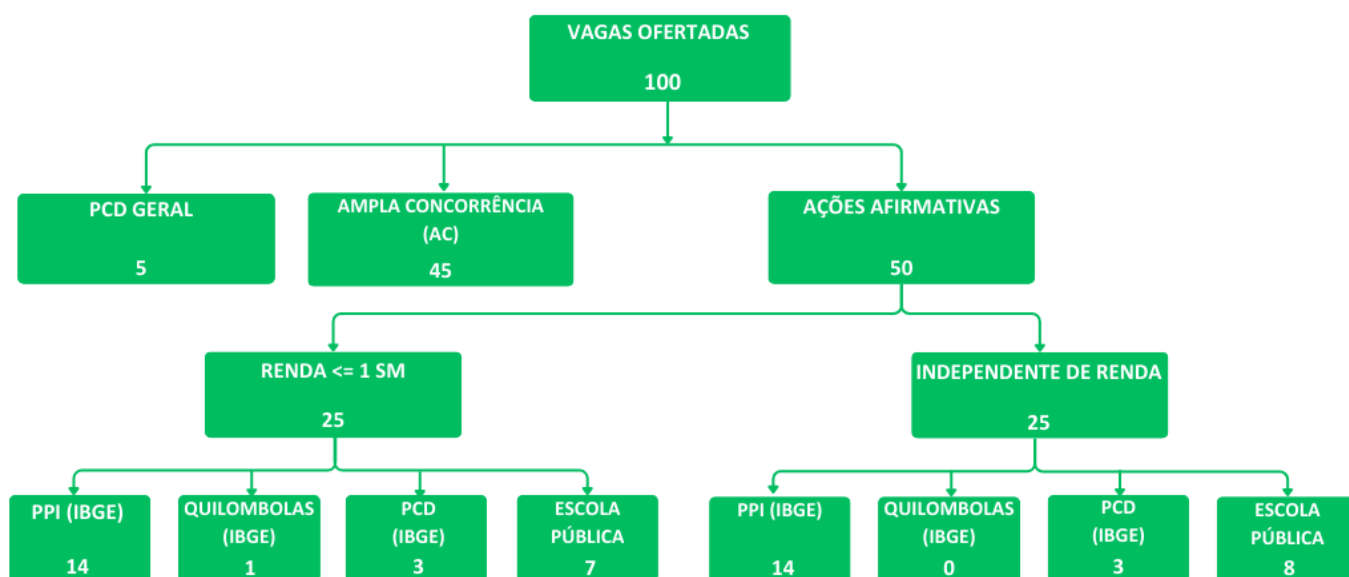 VAGAS OFERTADAS
100
PCD GERAL
5
AMPLA CONCORRÊNCIA
(AC)
45
AÇÕES AFIRMATIVAS
50
RENDA <= 1 SM
25
INDEPENDENTE DE RENDA
25
PPI (IBGE)
14
QUILOMBOLAS
(IBGE)
1
PCD
(IBGE)
3
ESCOLA
PÚBLICA
7
PPI (IBGE)
14
QUILOMBOLAS
(IBGE)
0
PCD
(IBGE)
3
ESCOLA
PÚBLICA
8